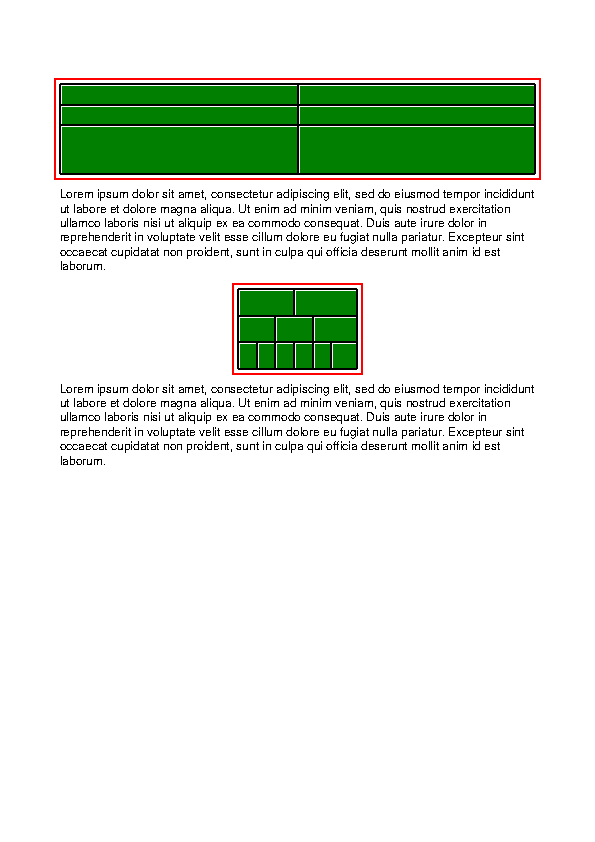 Lorem ipsum dolor sit amet, consectetur adipiscing elit, sed do eiusmod tempor incididunt
ut labore et dolore magna aliqua. Ut enim ad minim veniam, quis nostrud exercitation
ullamco laboris nisi ut aliquip ex ea commodo consequat. Duis aute irure dolor in
reprehenderit in voluptate velit esse cillum dolore eu fugiat nulla pariatur. Excepteur sint
occaecat cupidatat non proident, sunt in culpa qui officia deserunt mollit anim id est
laborum.
Lorem ipsum dolor sit amet, consectetur adipiscing elit, sed do eiusmod tempor incididunt
ut labore et dolore magna aliqua. Ut enim ad minim veniam, quis nostrud exercitation
ullamco laboris nisi ut aliquip ex ea commodo consequat. Duis aute irure dolor in
reprehenderit in voluptate velit esse cillum dolore eu fugiat nulla pariatur. Excepteur sint
occaecat cupidatat non proident, sunt in culpa qui officia deserunt mollit anim id est
laborum.